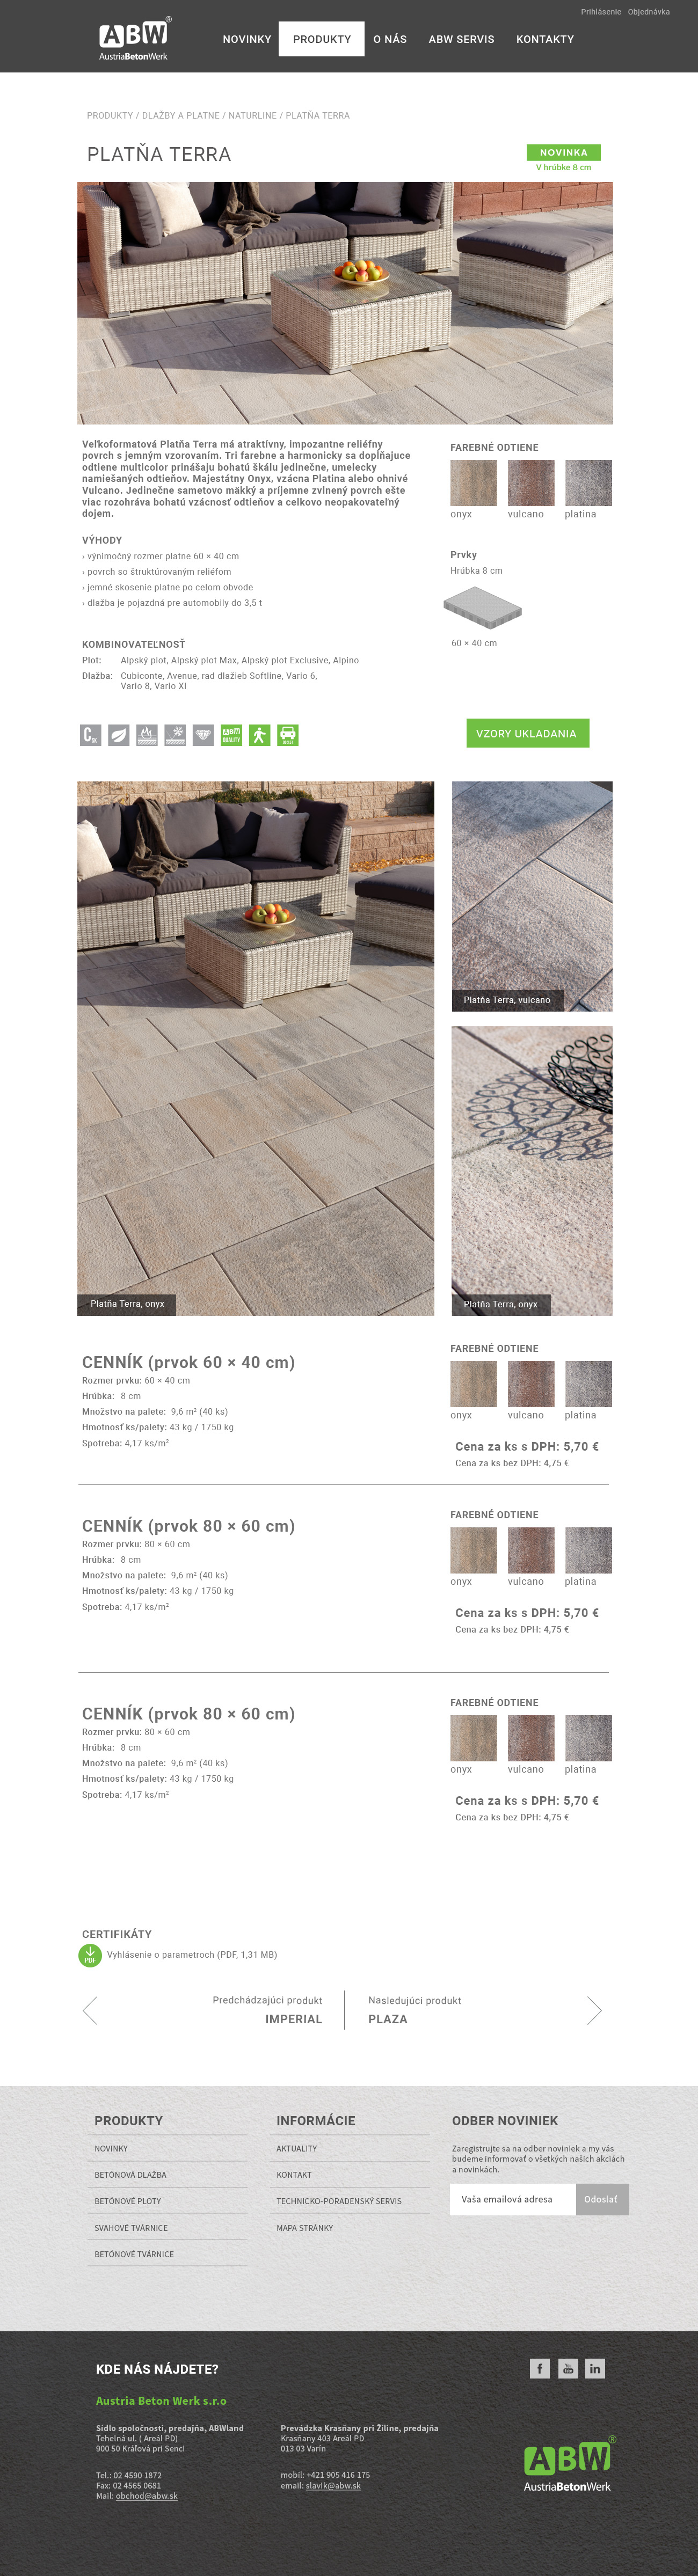 Prihlásenie Objednávka
ABW®
AustriaBetonWerk
NOVINKY PRODUKTY O NÁS ABW SERVIS KONTAKTY
PRODUKTY / DLAŽBY A PLATNE / NATURLINE / PLATŇA TERRA
PLATŇA TERRA
NOVINKA
V hrúbke 8 cm
Veľkoformatová Platňa Terra má atraktívny, impozantne reliéfny
povrch s jemným vzorovaním. Tri farebne a harmonicky sa dopĺňajuce
odtiene multicolor prinášaju bohatú škálu jedinečne, umelecky
namiešaných odtieňov. Majestátny Onyx, vzácna Platina alebo ohnivé
Vulcano. Jedinečne sametovo mäkký a príjemne zvlnený povrch ešte
viac rozohráva bohatú vzácnosť odtieňov a celkovo neopakovateľný
dojem.
VÝHODY
› výnimočný rozmer platne 60 × 40 cm
› povrch so štruktúrovaným reliéfom
› jemné skosenie platne po celom obvode
› dlažba je pojazdná pre automobily do 3,5 t
KOMBINOVATEĽNOSŤ
Plot: Alpský plot, Alpský plot Max, Alpský plot Exclusive, Alpino
Dlažba: Cubiconte, Avenue, rad dlažieb Softline, Vario 6,
Vario 8, Vario XI
FAREBNÉ ODTIENE
onyx vulcano platina
Prvky
Hrúbka 8 cm
60 × 40 cm
ABW
QUALITY
VZORY UKLADANIA
Platňa Terra, vulcano
Platňa Terra, onyx
Platňa Terra, onyx
CENNÍK (prvok 60 × 40 cm)
Rozmer prvku: 60 × 40 cm
Hrúbka: 8 cm
Množstvo na palete: 9,6 m² (40 ks)
Hmotnosť ks/palety: 43 kg / 1750 kg
Spotreba: 4,17 ks/m²
FAREBNÉ ODTIENE
onyx vulcano platina
Cena za ks s DPH: 5,70 €
Cena za ks bez DPH: 4,75 €
CENNÍK (prvok 80 × 60 cm)
Rozmer prvku: 80 × 60 cm
Hrúbka: 8 cm
Množstvo na palete: 9,6 m² (40 ks)
Hmotnosť ks/palety: 43 kg / 1750 kg
Spotreba: 4,17 ks/m²
FAREBNÉ ODTIENE
onyx vulcano platina
Cena za ks s DPH: 5,70 €
Cena za ks bez DPH: 4,75 €
CENNÍK (prvok 80 × 60 cm)
Rozmer prvku: 80 × 60 cm
Hrúbka: 8 cm
Množstvo na palete: 9,6 m² (40 ks)
Hmotnosť ks/palety: 43 kg / 1750 kg
Spotreba: 4,17 ks/m²
FAREBNÉ ODTIENE
onyx vulcano platina
Cena za ks s DPH: 5,70 €
Cena za ks bez DPH: 4,75 €
CERTIFIKÁTY
PDF
Vyhlásenie o parametroch (PDF, 1,31 MB)
Predchádzajúci produkt
IMPERIAL
Nasledujúci produkt
PLAZA
PRODUKTY
NOVINKY
BETÓNOVÁ DLAŽBA
BETÓNOVÉ PLOTY
SVAHOVÉ TVÁRNICE
BETÓNOVÉ TVÁRNICE
INFORMÁCIE
AKTUALITY
KONTAKT
TECHNICKO-PORADENSKÝ SERVIS
MAPA STRÁNKY
ODBER NOVINIEK
Zaregistrujte sa na odber noviniek a my vás
budeme informovať o všetkých našich akciách
a novinkách.
Vaša emailová adresa Odoslať
KDE NÁS NÁJDETE?
f You Tube in
Austria Beton Werk s.r.o
Sídlo spoločnosti, predajňa, ABWland
Tehelná ul. ( Areál PD)
900 50 Kráľová pri Senci
Tel.: 02 4590 1872
Fax: 02 4565 0681
Mail: obchod@abw.sk
Prevádzka Krasňany pri Žiline, predajňa
Krasňany 403 Areál PD
013 03 Varín
mobil: +421 905 416 175
email: slavik@abw.sk
ABW®
AustriaBetonWerk